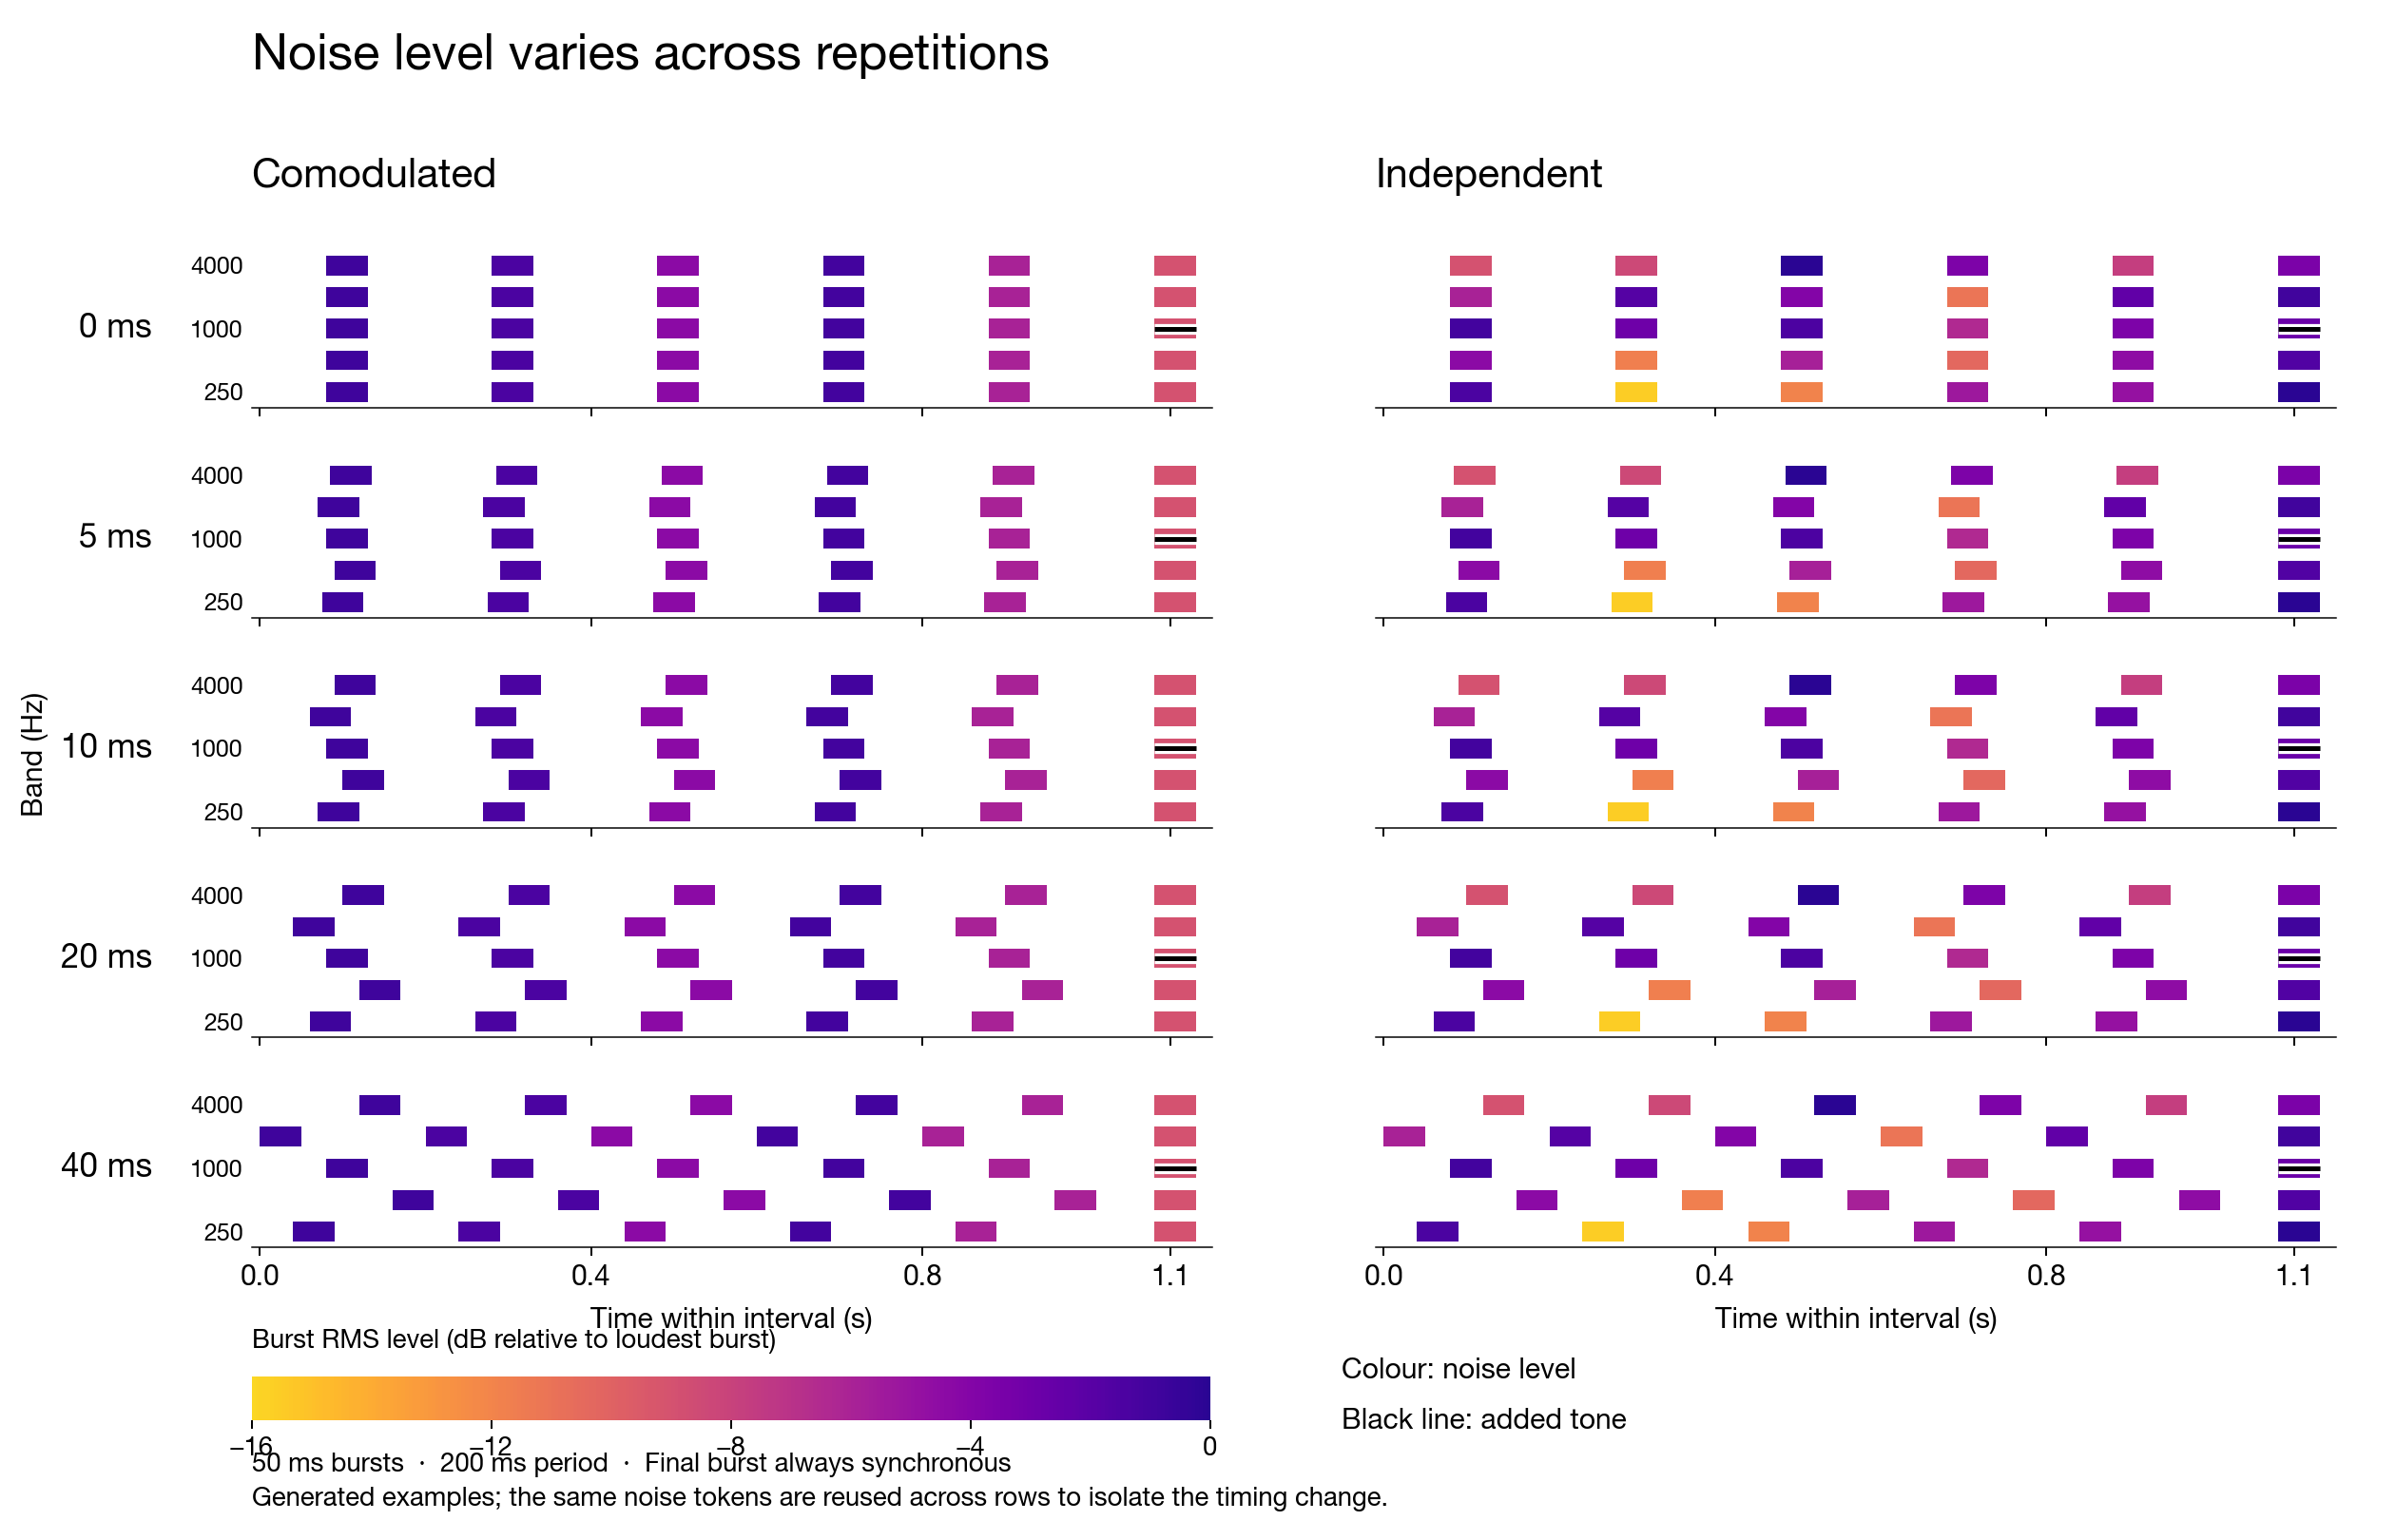 Noise level varies across repetitions
Comodulated
Independent
Band (Hz)
0 ms
4000
1000
250
5 ms
4000
1000
250
10 ms
4000
1000
250
20 ms
4000
1000
250
40 ms
4000
1000
250
0.0 0.4 0.8 1.1
0.0 0.4 0.8 1.1
Time within interval (s)
Time within interval (s)
Burst RMS level (dB relative to loudest burst)
−16 −12 −8 −4 0
Colour: noise level
Black line: added tone
50 ms bursts · 200 ms period · Final burst always synchronous
Generated examples; the same noise tokens are reused across rows to isolate the timing change.